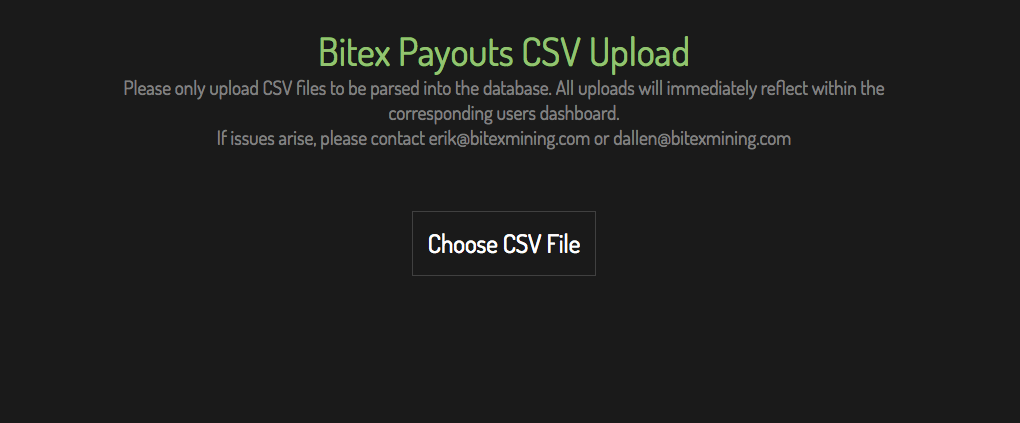 Bitex Payouts CSV Upload
Please only upload CSV files to be parsed into the database. All uploads will immediately reflect within the
corresponding users dashboard.
If issues arise, please contact erik@bitexmining.com or dallen@bitexmining.com
Choose CSV File